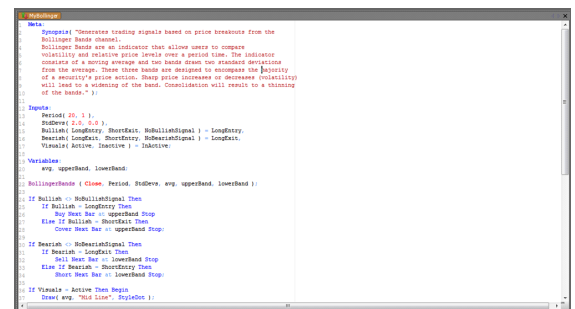 MyBollinger
Meta:
Synopsis( "Generates trading signals based on price breakouts from the
Bollinger Bands channel.
Bollinger Bands are an indicator that allows users to compare
volatility and relative price levels over a period time. The indicator
consists of a moving average and two bands drawn two standard deviations
from the average. These three bands are designed to encompass the majority
of a security's price action. Sharp price increases or decreases (volatility)
will lead to a widening of the band. Consolidation will result to a thinning
of the bands." );
Inputs:
Period( 20, 1 ),
StdDevs( 2.0, 0.0 ),
Bullish( LongEntry, ShortExit, NoBullishSignal ) = LongEntry,
Bearish( LongExit, ShortEntry, NoBearishSignal ) = LongExit,
Visuals( Active, Inactive ) = InActive;
Variables:
avg, upperBand, lowerBand;
BollingerBands ( Close, Period, StdDevs, avg, upperBand, lowerBand );
If Bullish <> NoBullishSignal Then
If Bullish = LongEntry Then
Buy Next Bar at upperBand Stop
Else If Bullish = ShortExit Then
Cover Next Bar at upperBand Stop;
If Bearish <> NoBearishSignal Then
If Bearish = LongExit Then
Sell Next Bar at lowerBand Stop
Else If Bearish = ShortEntry Then
Short Next Bar at lowerBand Stop;
If Visuals = Active Then Begin
Draw( avg, "Mid Line", StyleDot );